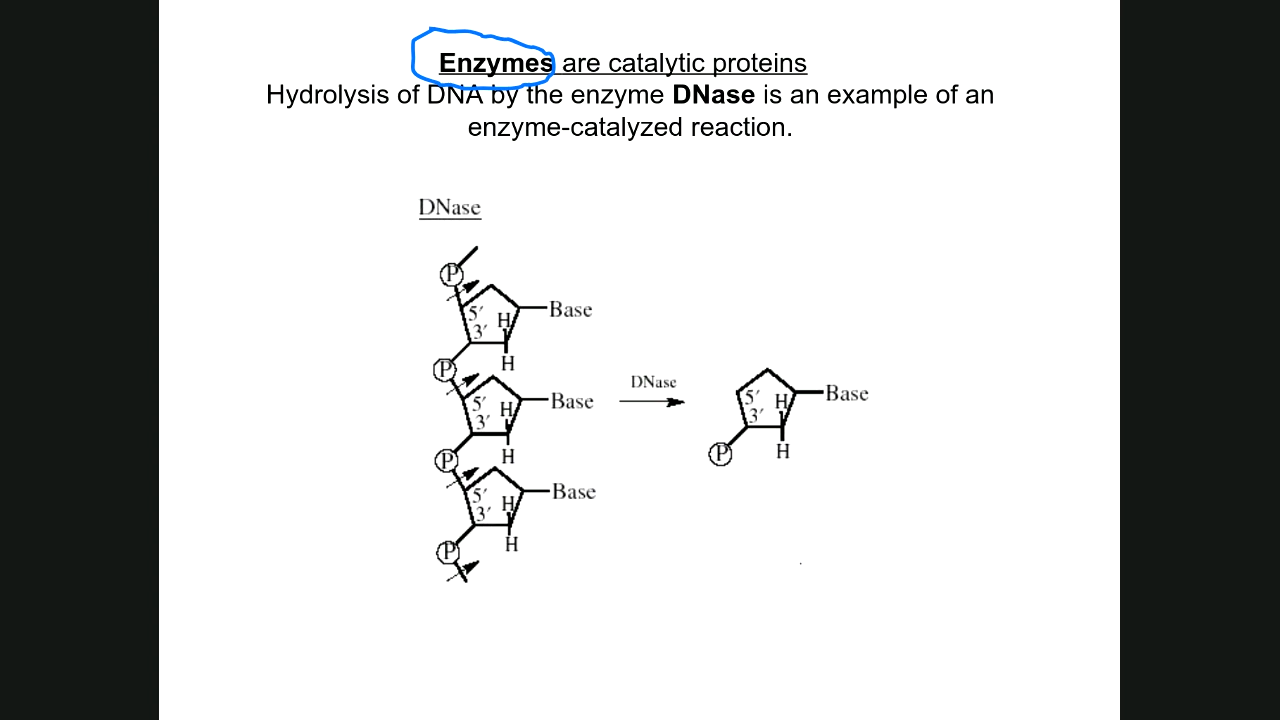 Enzymes are catalytic proteins
Hydrolysis of DNA by the enzyme DNase is an example of an
enzyme-catalyzed reaction.
DNase
P
5′ H Base
3′
H
P
5′ H Base
3′
H
P
5′ H Base
3′
H
P
DNase
5′ H Base
3′
H
P